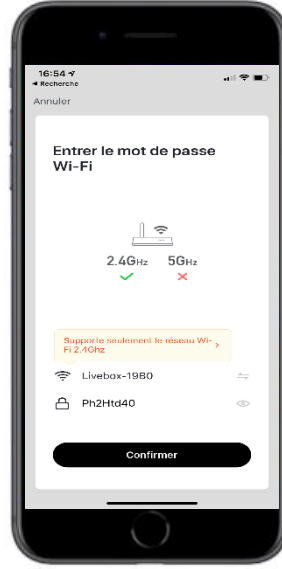 16:54
Recherche
Annuler
Entrer le mot de passe
Wi-Fi
2.4GHz 5GHz
Supporte seulement le réseau Wi-
Fi 2,4Ghz
Livebox-19B0
Ph2Htd40
Confirmer